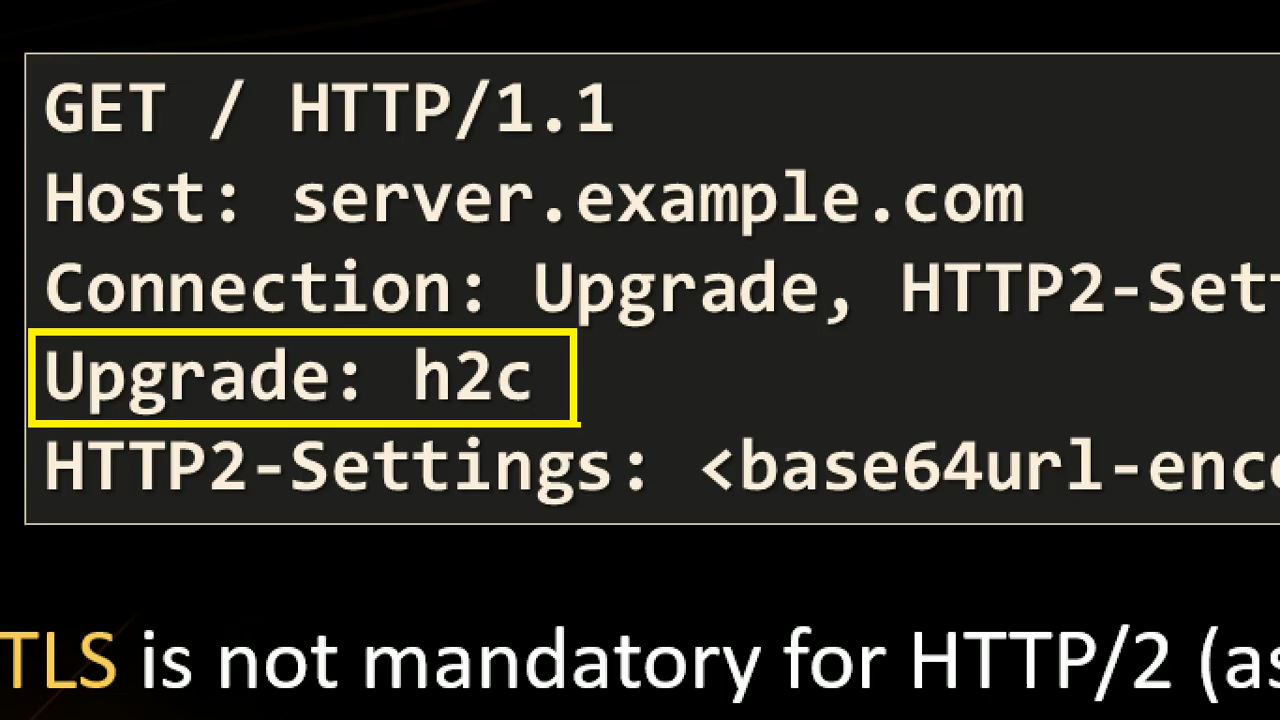 GET / HTTP/1.1
Host: server.example.com
Connection: Upgrade, HTTP2-Sett
Upgrade: h2c
HTTP2-Settings: <base64url-enc
TLS is not mandatory for HTTP/2 (as